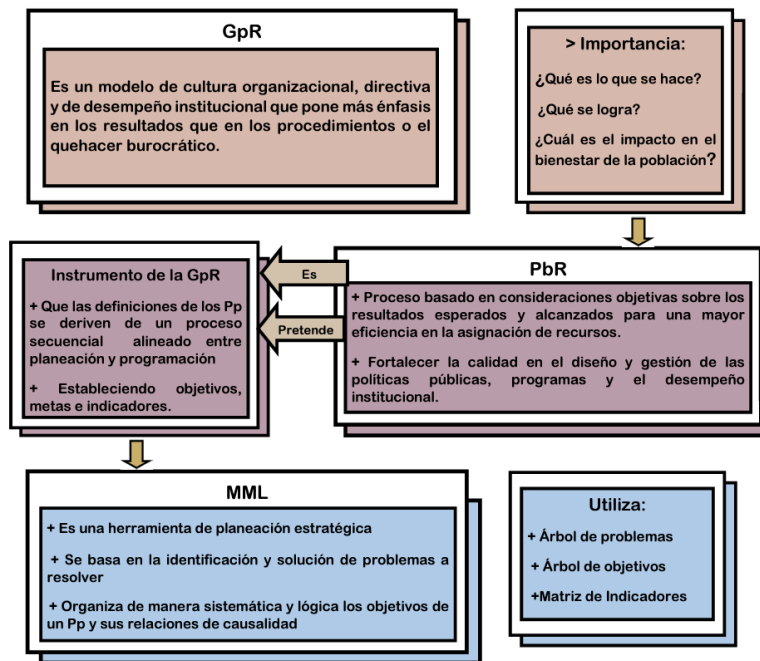 GpR
Es un modelo de cultura organizacional, directiva
y de desempeño institucional que pone más énfasis
en los resultados que en los procedimientos o el
quehacer burocrático.
> Importancia:
¿Qué es lo que se hace?
¿Qué se logra?
¿Cuál es el impacto en el
bienestar de la población?
Instrumento de la GpR
+ Que las definiciones de los Pp
se deriven de un proceso
secuencial alineado entre
planeación y programación
+ Estableciendo objetivos,
metas e indicadores.
Es
Pretende
PbR
+ Proceso basado en consideraciones objetivas sobre los
resultados esperados y alcanzados para una mayor
eficiencia en la asignación de recursos.
+ Fortalecer la calidad en el diseño y gestión de las
políticas públicas, programas y el desempeño
institucional.
MML
+ Es una herramienta de planeación estratégica
+ Se basa en la identificación y solución de problemas a
resolver
+ Organiza de manera sistemática y lógica los objetivos de
un Pp y sus relaciones de causalidad
Utiliza:
+ Árbol de problemas
+ Árbol de objetivos
+Matriz de Indicadores